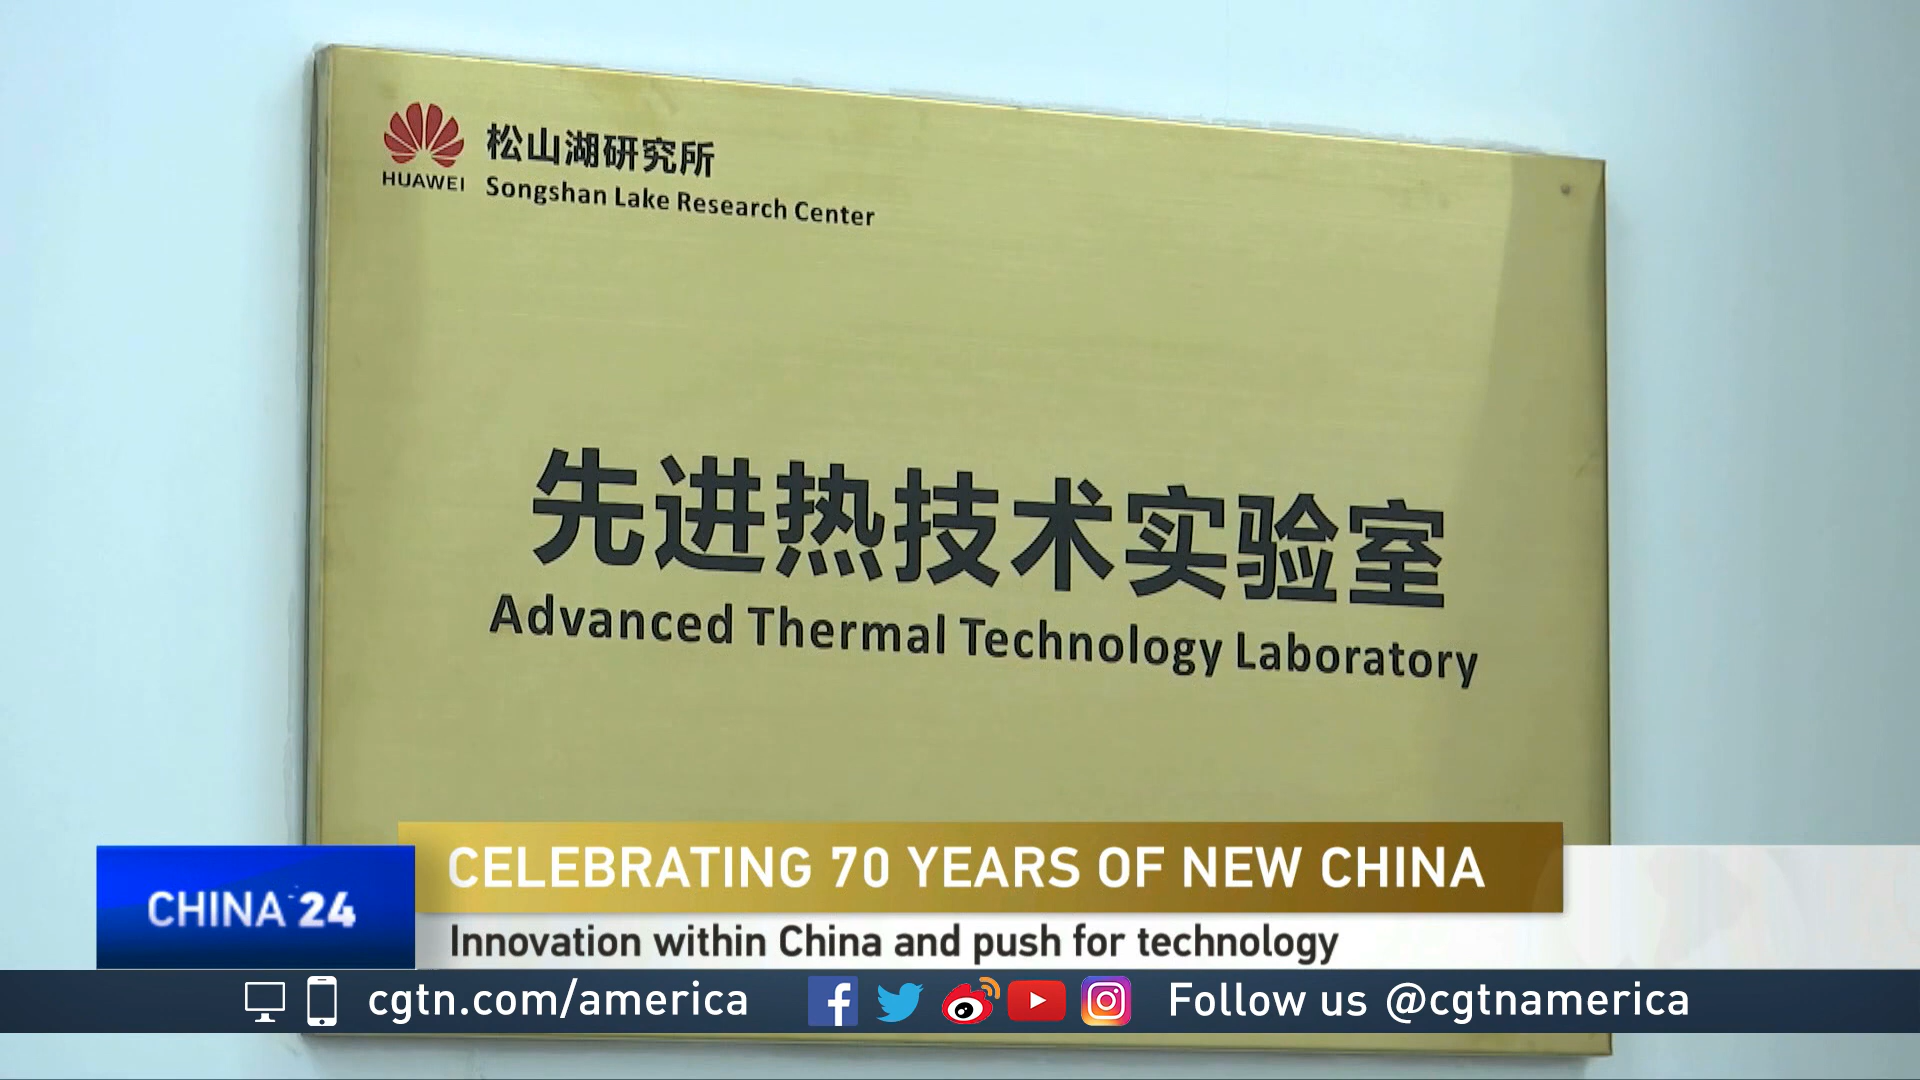 松山湖研究所
HUAWEI
Songshan Lake Research Center
先进热技术实验室
Advanced Thermal Technology Laboratory
CELEBRATING 70 YEARS OF NEW CHINA
CHINA 24
Innovation within China and push for technology
cgtn.com/america
Follow us @cgtnamerica